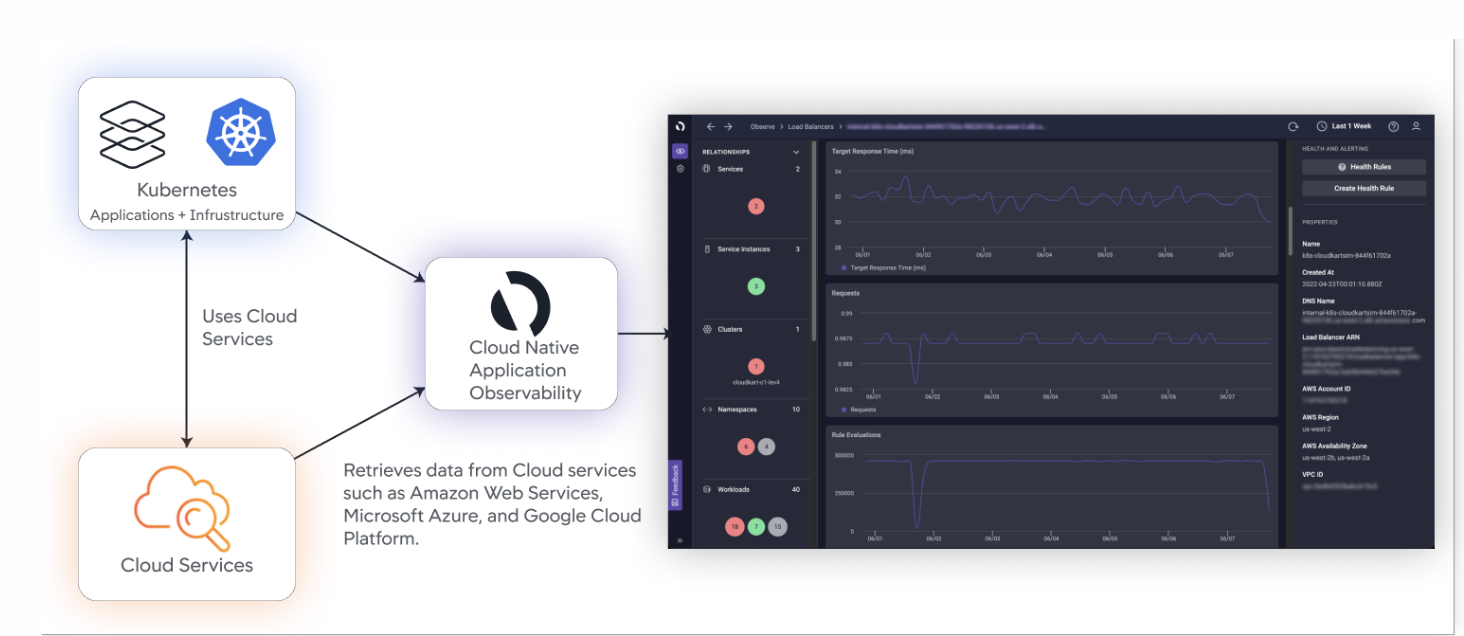 Kubernetes
Applications + Infrustructure
Uses Cloud
Services
Cloud Services
Cloud Native
Application
Observability
Retrieves data from Cloud services
such as Amazon Web Services,
Microsoft Azure, and Google Cloud
Platform.
Observe > Load Balancers >
Last 1 Week
RELATIONSHIPS
Services 2
2
Service Instances 3
3
Clusters 1
1
cloudkart-c1-lev4
Namespaces 10
6 4
Workloads 40
18 7 15
Feedback
Target Response Time (ms)
34
32
30
28
06/01 06/02 06/03 06/04 06/05 06/06 06/07
Target Response Time (ms)
Requests
0.99
0.9875
0.985
0.9825
06/01 06/02 06/03 06/04 06/05 06/06 06/07
Requests
Rule Evaluations
500000
250000
0
06/01 06/02 06/03 06/04 06/05 06/06 06/07
HEALTH AND ALERTING
Health Rules
Create Health Rule
PROPERTIES
Name
k8s-cloudkartsim-844f61702a
Created At
2022-04-23T00:01:10.880Z
DNS Name
internal-k8s-cloudkartsim-844f61702a-
.com
Load Balancer ARN
AWS Account ID
AWS Region
us-west-2
AWS Availability Zone
us-west-2b, us-west-2a
VPC ID